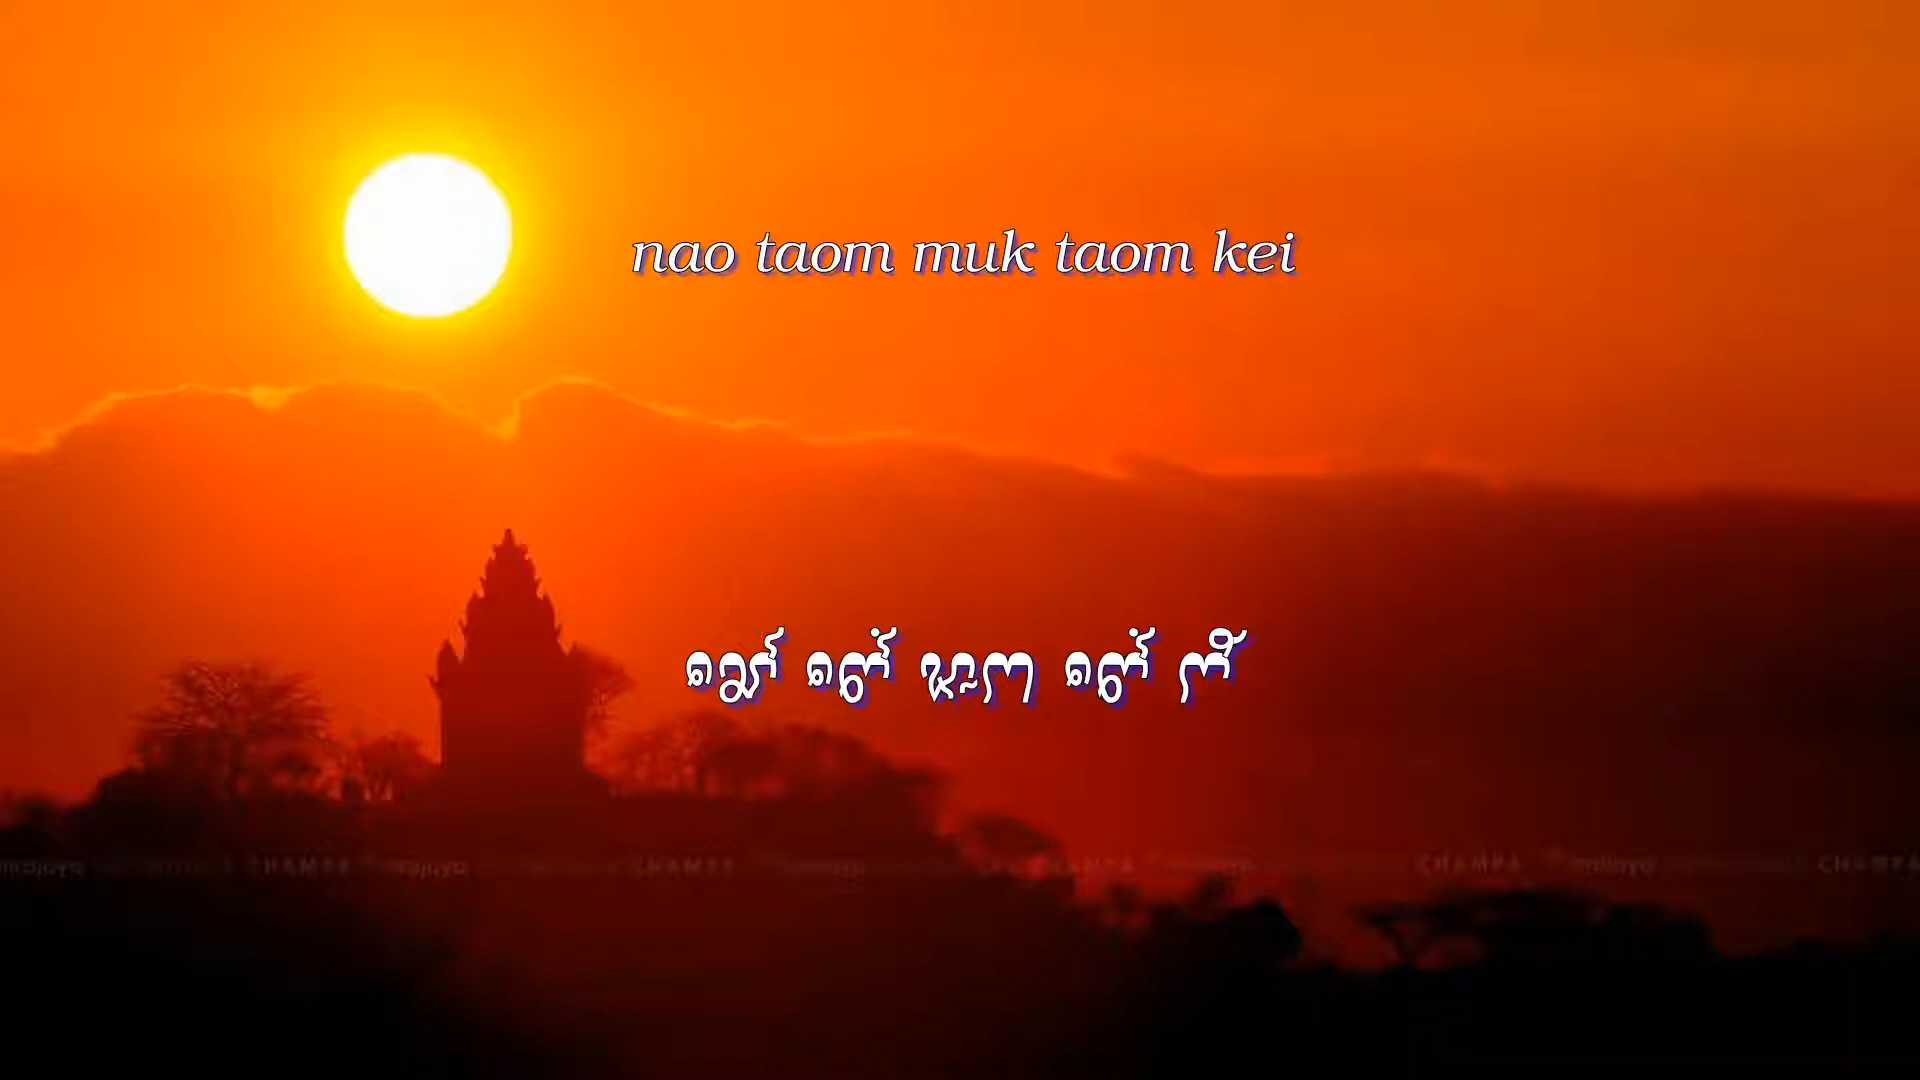 nao taom muk taom kei
ꨗꨯꨱ ꨓꨯꨱꩌ ꨟꨭꩀ ꨓꨯꨱꩌ ꨆꨬ